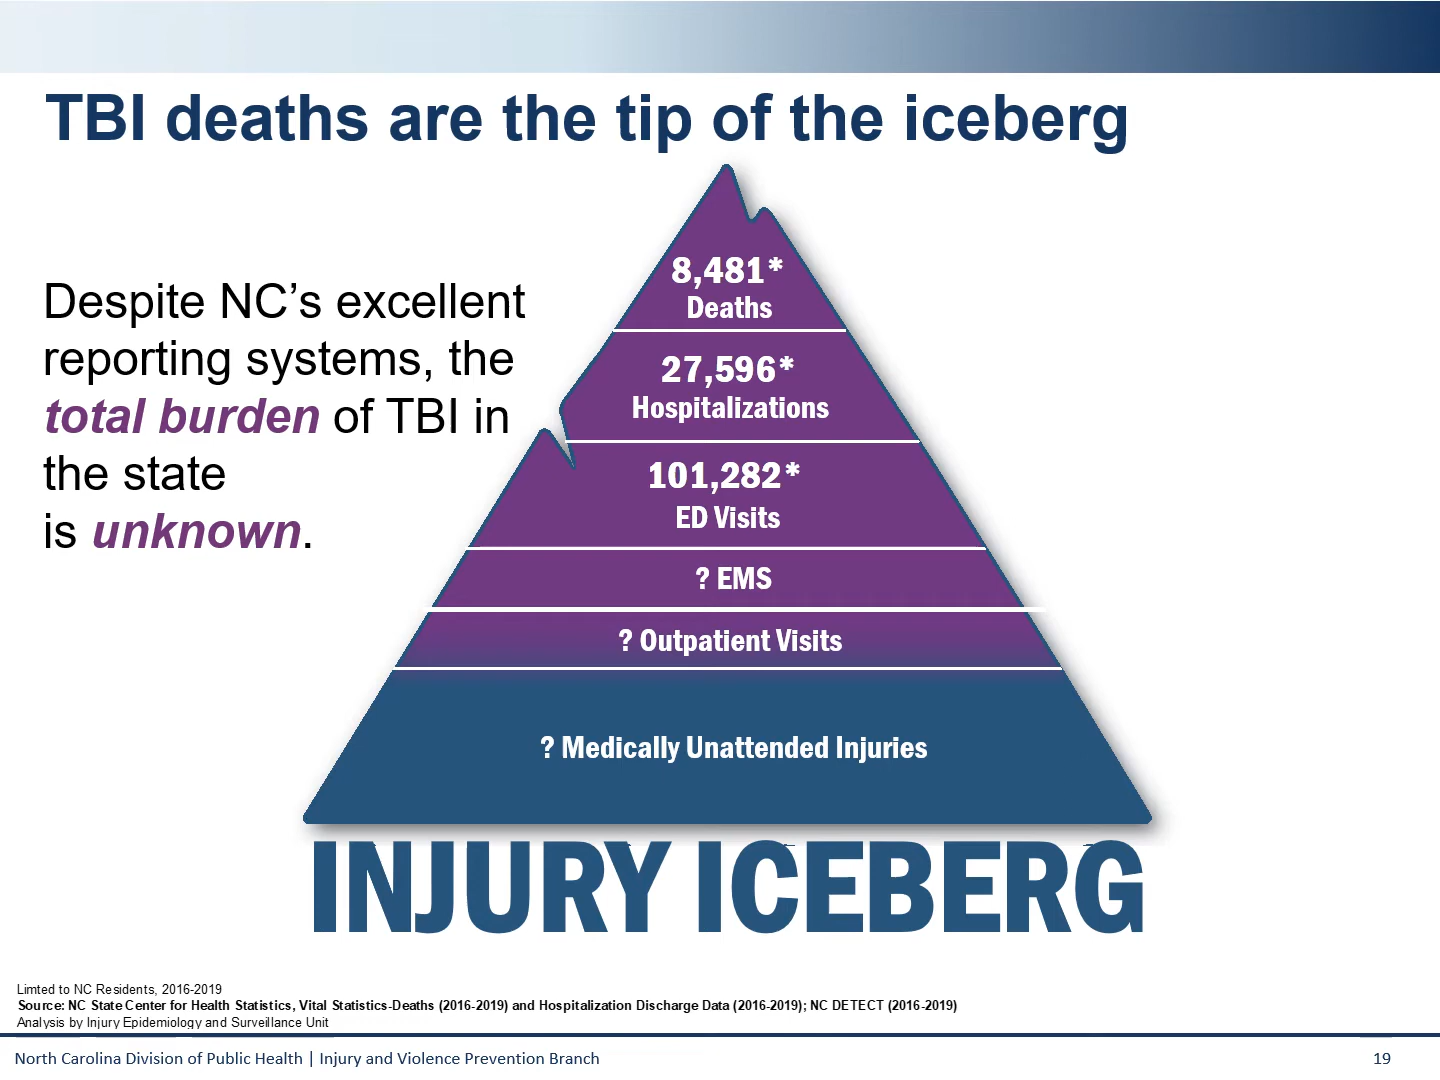 TBI deaths are the tip of the iceberg
Despite NC’s excellent
reporting systems, the
total burden of TBI in
the state
is unknown.
8,481*
Deaths
27,596*
Hospitalizations
101,282*
ED Visits
? EMS
? Outpatient Visits
? Medically Unattended Injuries
INJURY ICEBERG
Limted to NC Residents, 2016-2019
Source: NC State Center for Health Statistics, Vital Statistics-Deaths (2016-2019) and Hospitalization Discharge Data (2016-2019); NC DETECT (2016-2019)
Analysis by Injury Epidemiology and Surveillance Unit
North Carolina Division of Public Health | Injury and Violence Prevention Branch
19